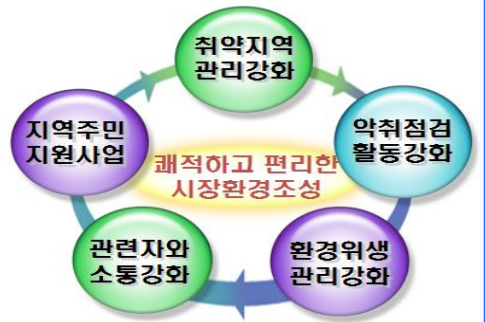 취약지역
관리강화
악취점검
활동강화
환경위생
관리강화
관련자와
소통강화
지역주민
지원사업
쾌적하고 편리한
시장환경조성